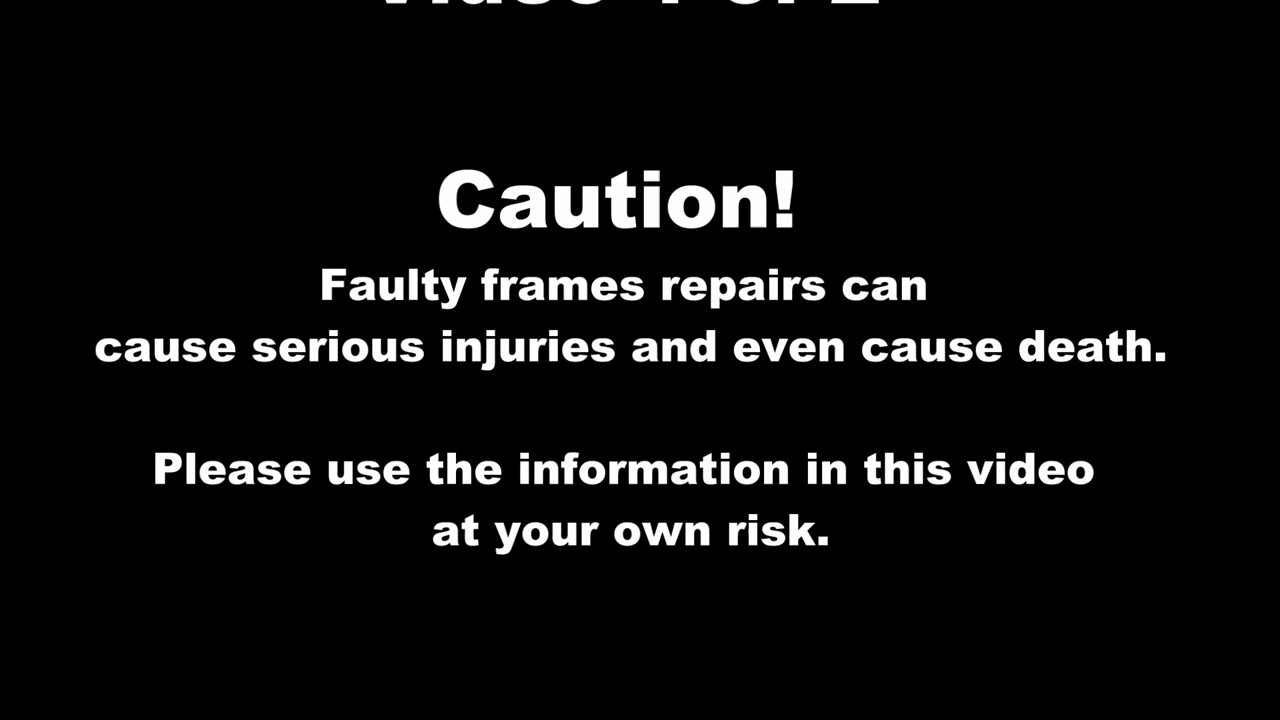 Caution!
Faulty frames repairs can
cause serious injuries and even cause death.
Please use the information in this video
at your own risk.